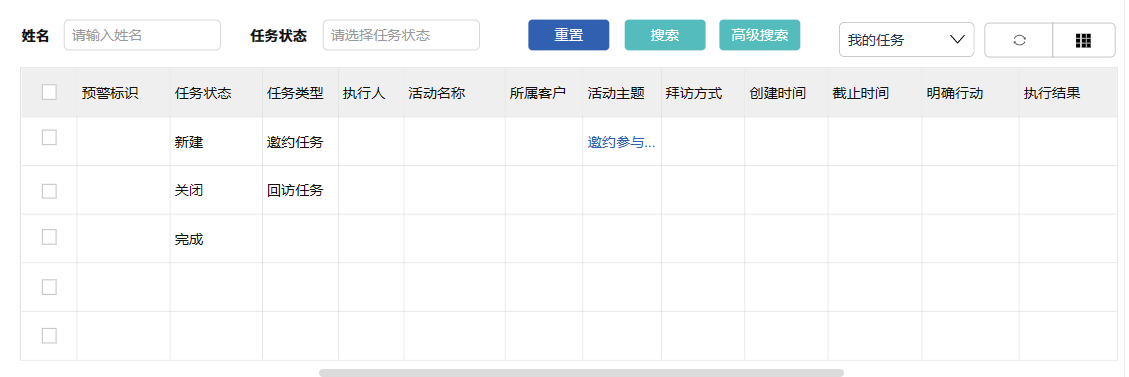 姓名 请输入姓名 任务状态 请选择任务状态 重置 搜索 高级搜索 我的任务
预警标识 任务状态 任务类型 执行人 活动名称 所属客户 活动主题 拜访方式 创建时间 截止时间 明确行动 执行结果
新建 邀约任务 邀约参与...
关闭 回访任务
完成